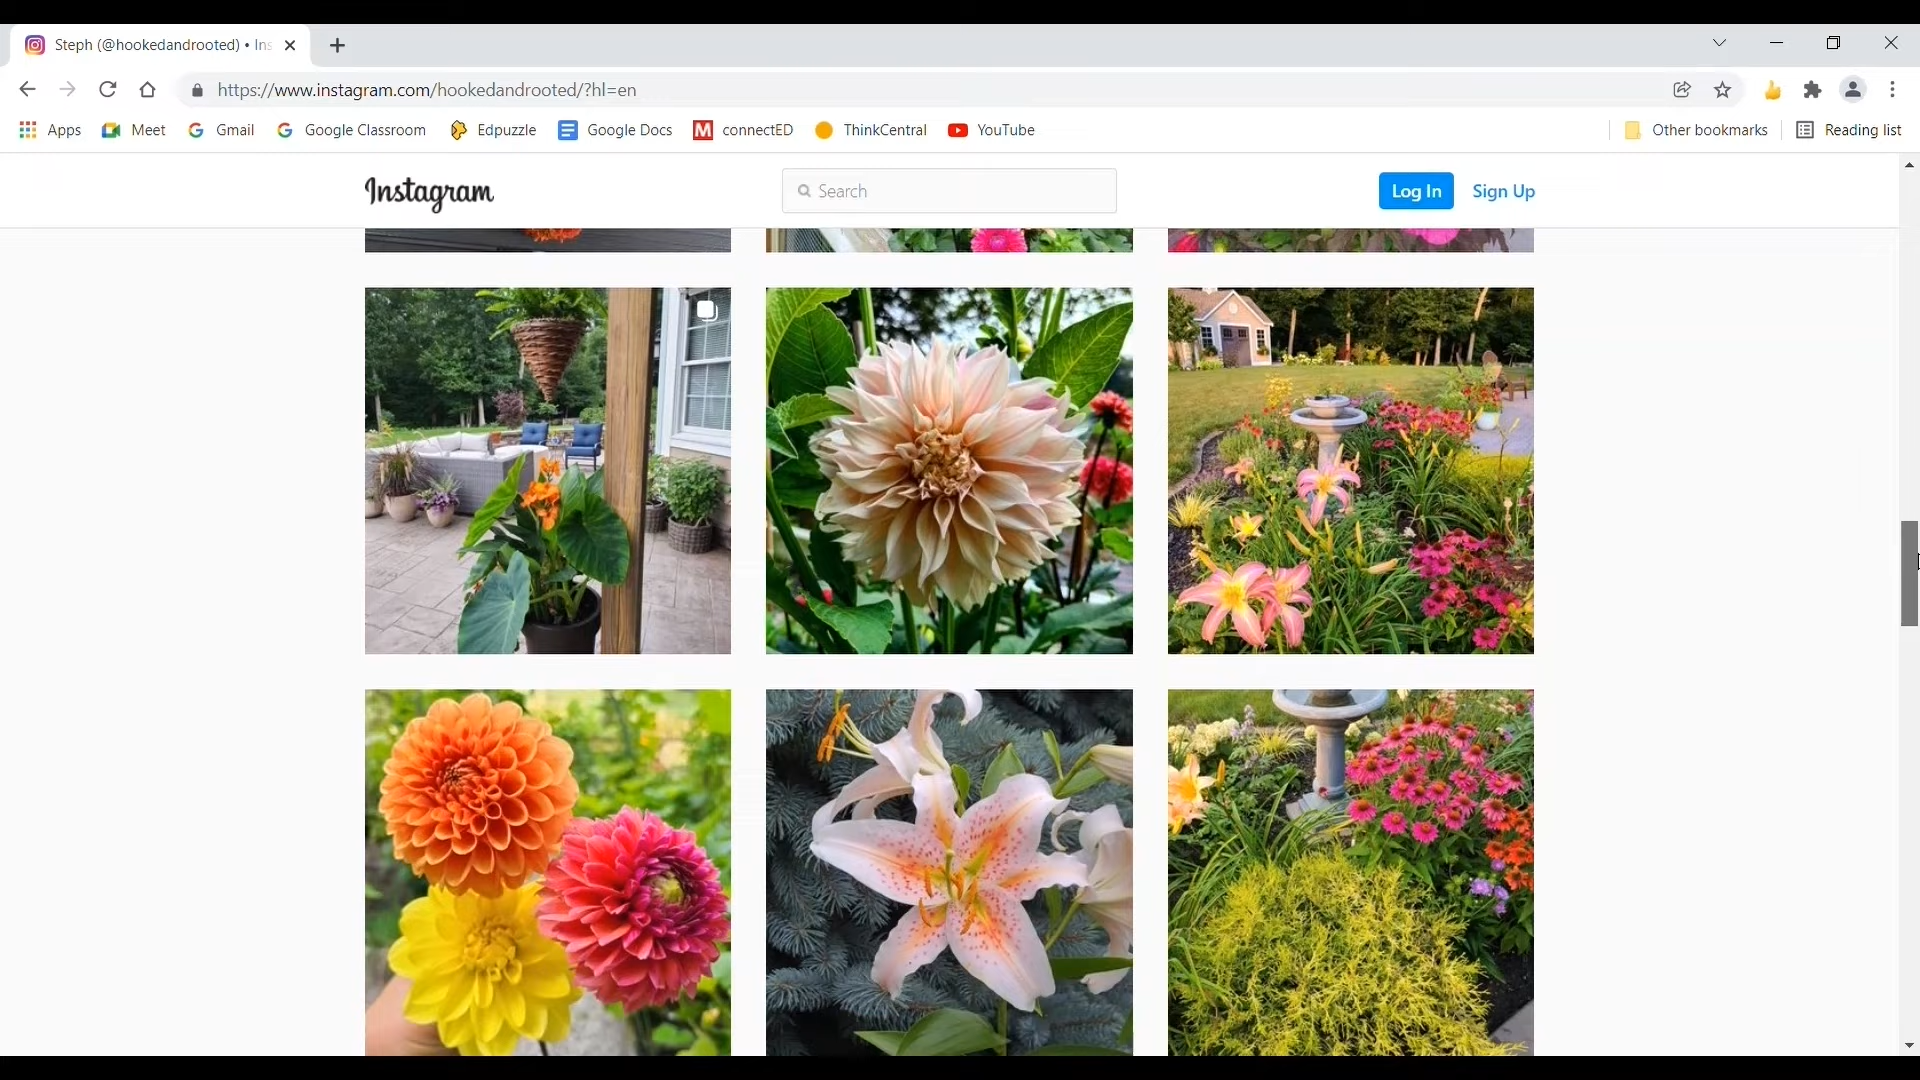 Steph (@hookedandrooted) • Ins
https://www.instagram.com/hookedandrooted/?hl=en
Apps Meet Gmail Google Classroom Edpuzzle Google Docs connectED ThinkCentral YouTube Other bookmarks Reading list
Instagram Search Log In Sign Up